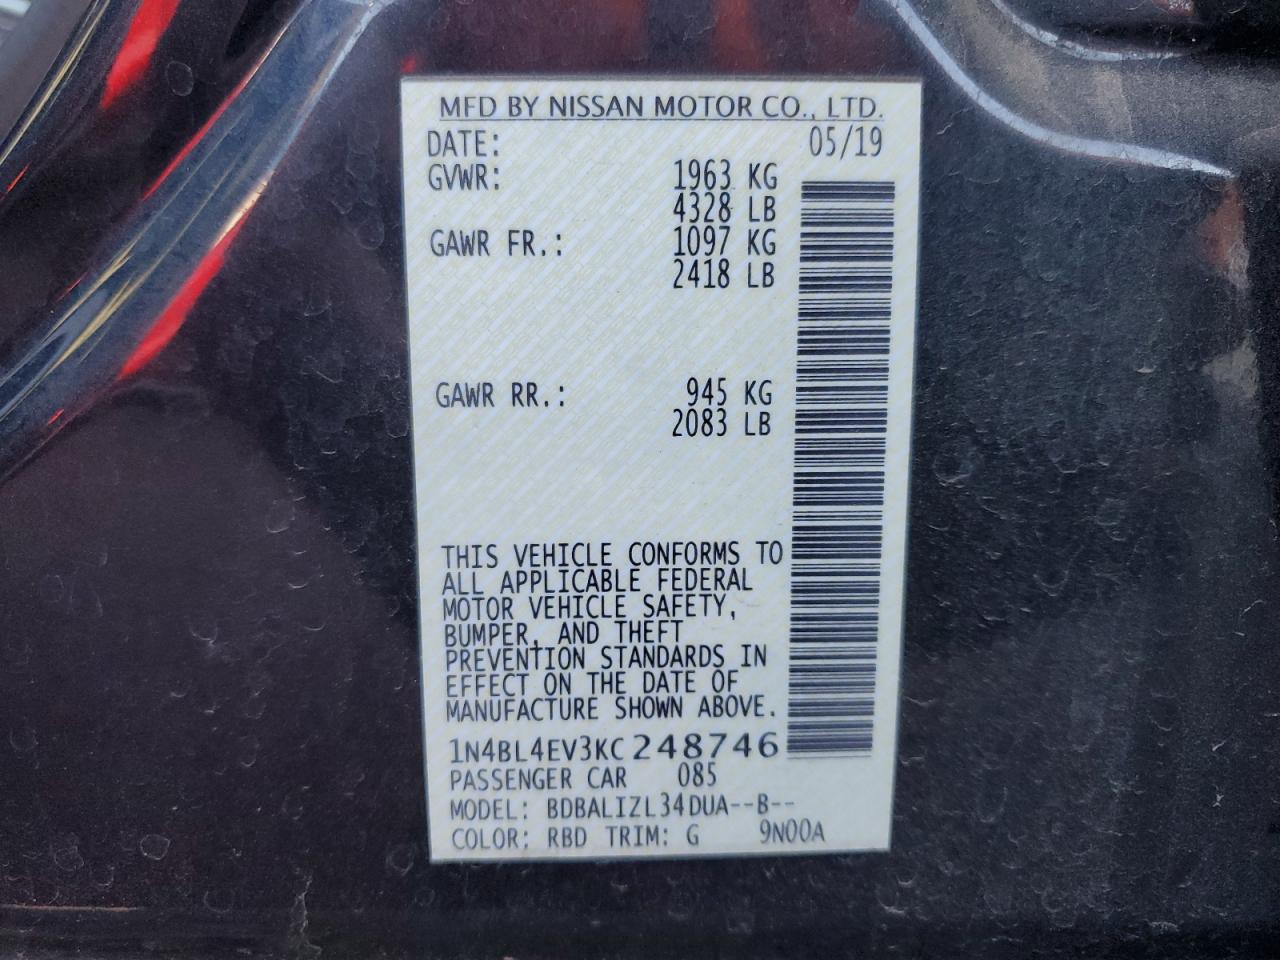 MFD BY NISSAN MOTOR CO., LTD.
DATE: 05/19
GVWR: 1963 KG
4328 LB
GAWR FR.: 1097 KG
2418 LB
GAWR RR.: 945 KG
2083 LB
THIS VEHICLE CONFORMS TO
ALL APPLICABLE FEDERAL
MOTOR VEHICLE SAFETY,
BUMPER, AND THEFT
PREVENTION STANDARDS IN
EFFECT ON THE DATE OF
MANUFACTURE SHOWN ABOVE.
1N4BL4EV3KC248746
PASSENGER CAR 085
MODEL: BDBALIZL34DUA--B--
COLOR: RBD TRIM: G 9N00A